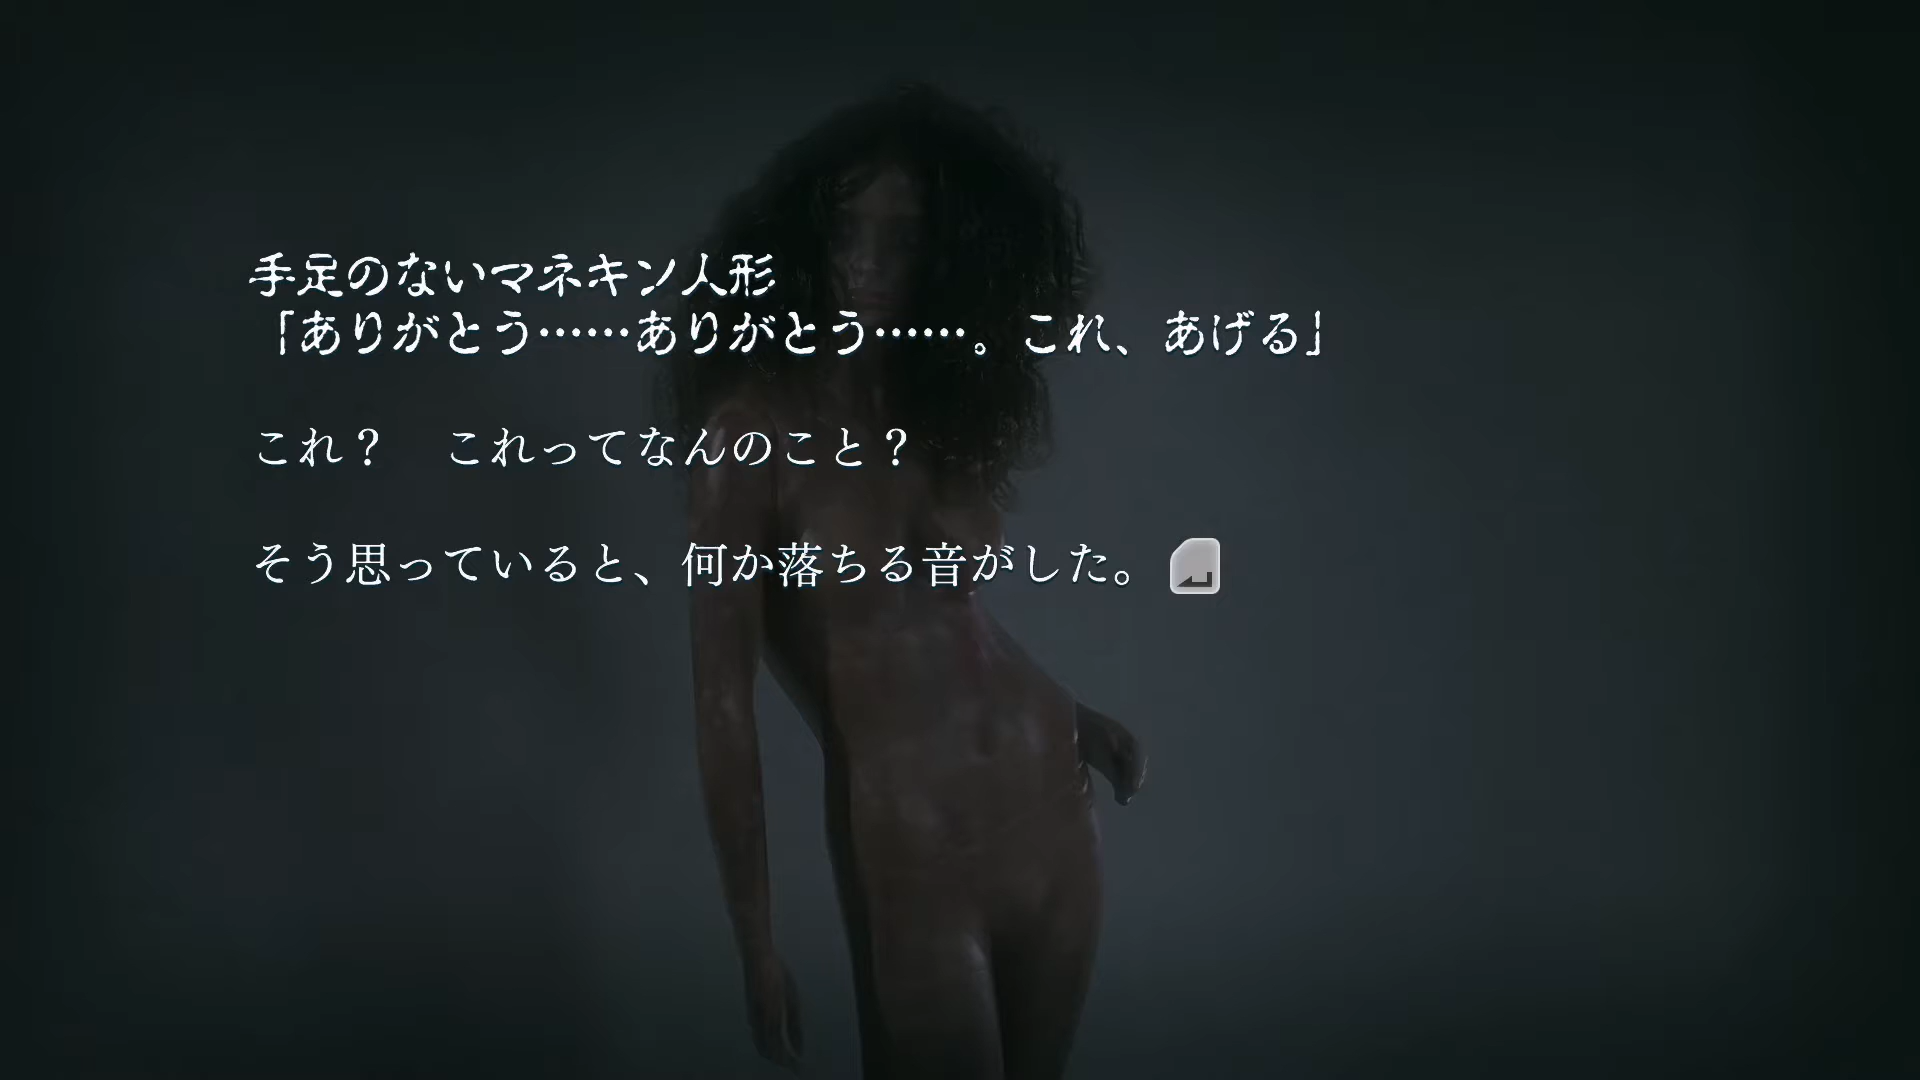 手足のないマネキン人形
「ありがとう……ありがとう……。これ、あげる」
これ？　これってなんのこと？
そう思っていると、何か落ちる音がした。